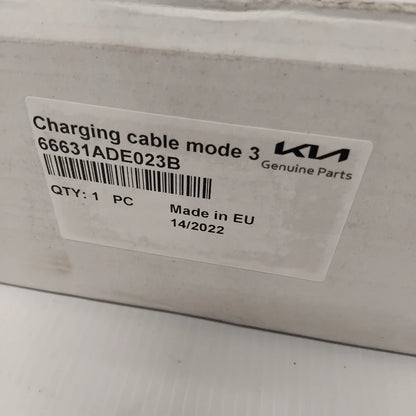 Charging cable mode 3 KIA
66631ADE023B Genuine Parts
QTY: 1 PC
Made in EU
14/2022